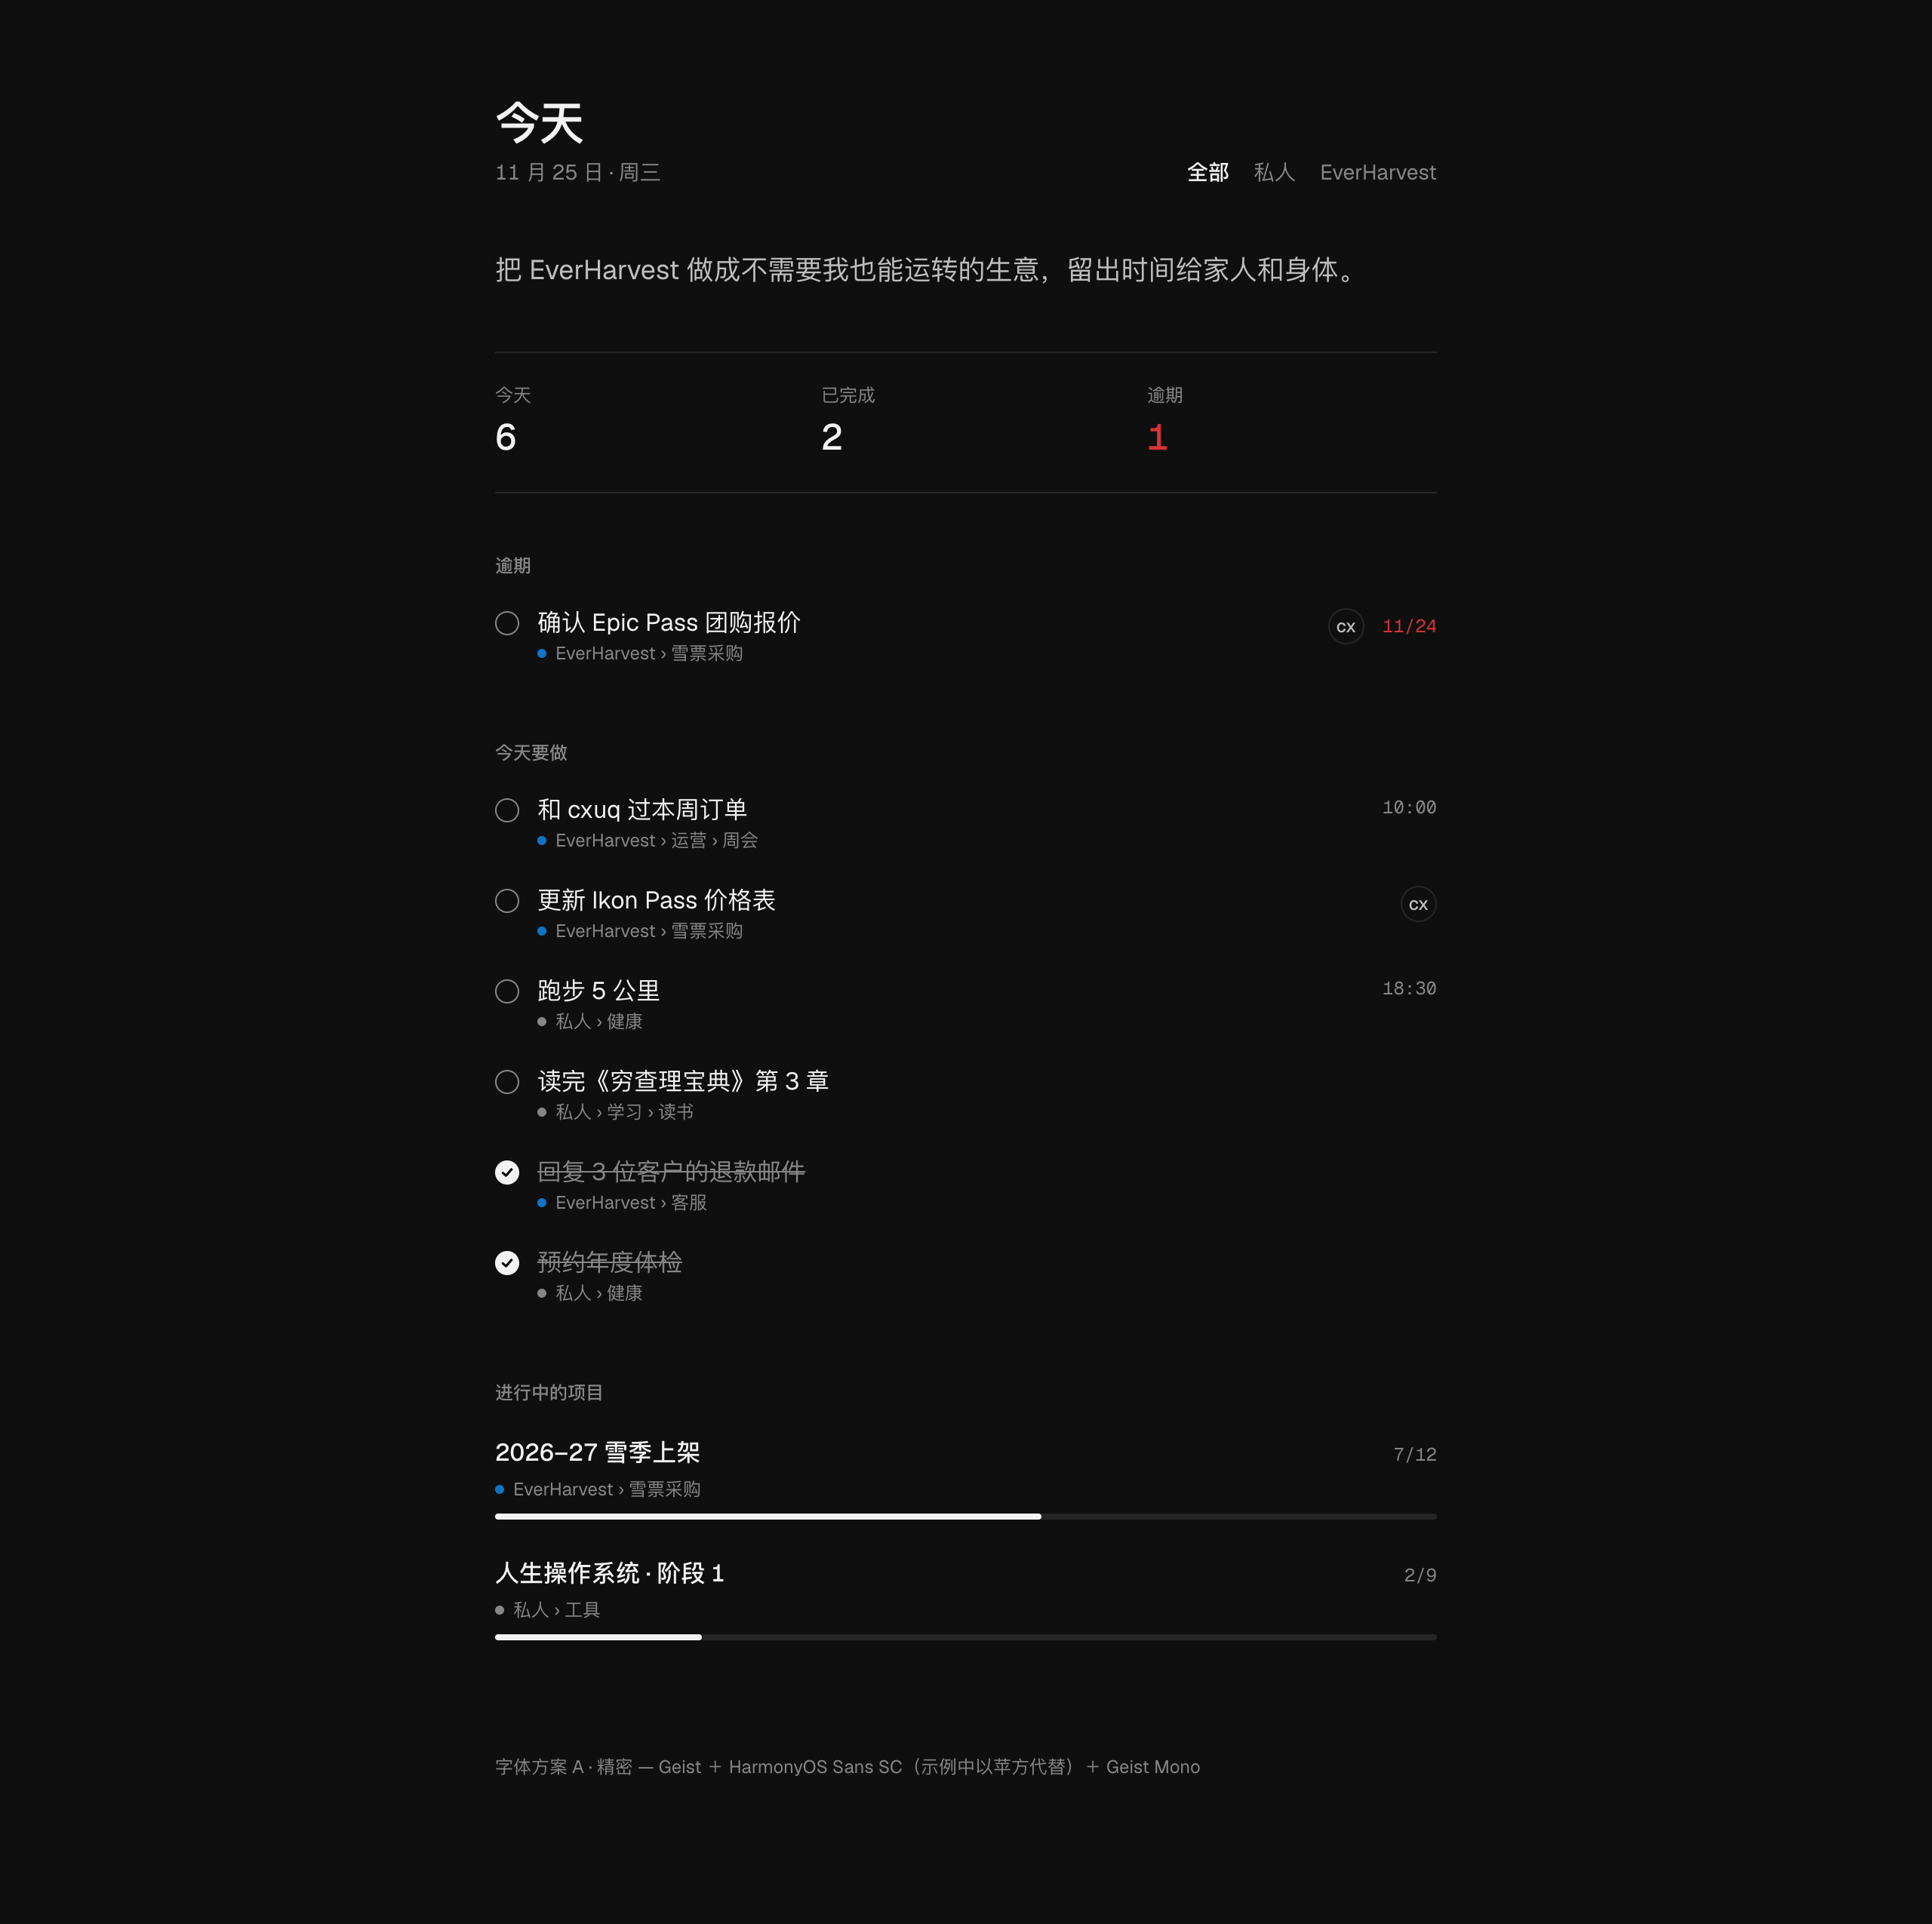 今天
11 月 25 日 · 周三
全部 私人 EverHarvest
把 EverHarvest 做成不需要我也能运转的生意，留出时间给家人和身体。
今天 已完成 逾期
6 2 1
逾期
确认 Epic Pass 团购报价 cx 11/24
EverHarvest › 雪票采购
今天要做
和 cxuq 过本周订单 10:00
EverHarvest › 运营 › 周会
更新 Ikon Pass 价格表 cx
EverHarvest › 雪票采购
跑步 5 公里 18:30
私人 › 健康
读完《穷查理宝典》第 3 章
私人 › 学习 › 读书
回复 3 位客户的退款邮件
EverHarvest › 客服
预约年度体检
私人 › 健康
进行中的项目
2026–27 雪季上架 7/12
EverHarvest › 雪票采购
人生操作系统 · 阶段 1 2/9
私人 › 工具
字体方案 A · 精密 — Geist ＋ HarmonyOS Sans SC（示例中以苹方代替）＋ Geist Mono